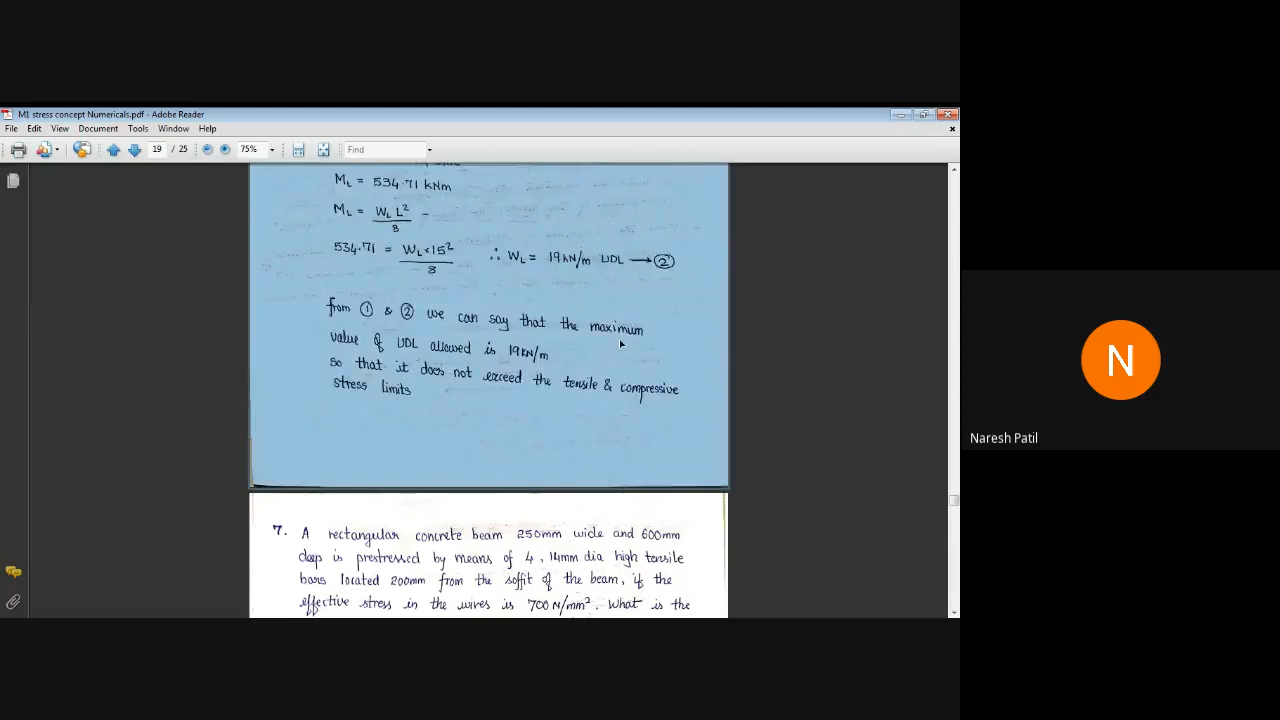 M1 stress concept Numericals.pdf - Adobe Reader
File Edit View Document Tools Window Help
19 / 25 75% Find
M_L = 534.71 kNm
M_L = W_L L² / 8 -
534.71 = W_L × 15² / 8 ∴ W_L = 19 kN/m UDL → ②
from ① & ② we can say that the maximum
value of UDL allowed is 19 kN/m
so that it does not exceed the tensile & compressive
stress limits
7. A rectangular concrete beam 250mm wide and 600mm
deep is prestressed by means of 4, 14mm dia high tensile
bars located 200mm from the soffit of the beam, if the
effective stress in the wires is 700 N/mm². What is the
N
Naresh Patil